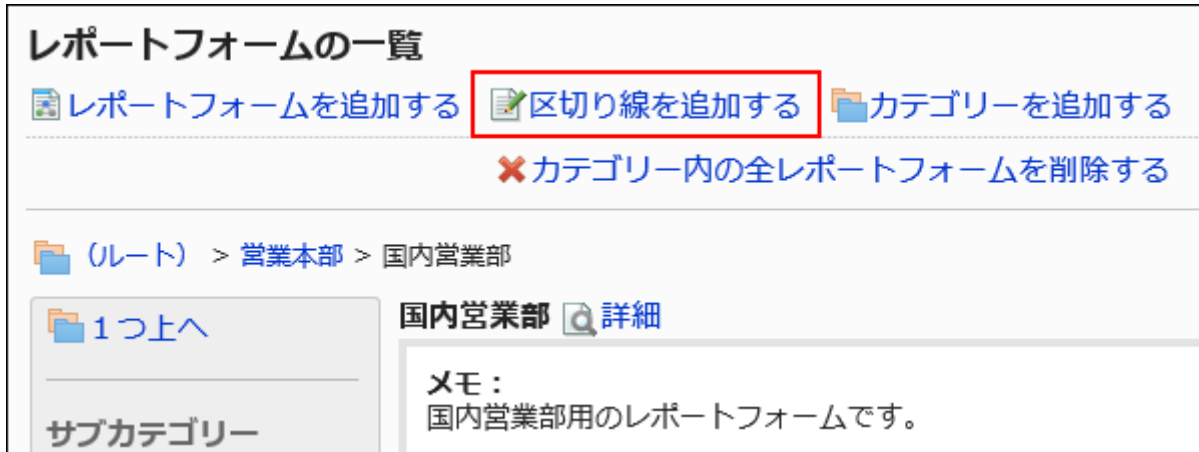 レポートフォームの一覧
レポートフォームを追加する 区切り線を追加する カテゴリーを追加する
カテゴリー内の全レポートフォームを削除する
（ルート） > 営業本部 > 国内営業部
1つ上へ
サブカテゴリー
国内営業部 詳細
メモ：
国内営業部用のレポートフォームです。